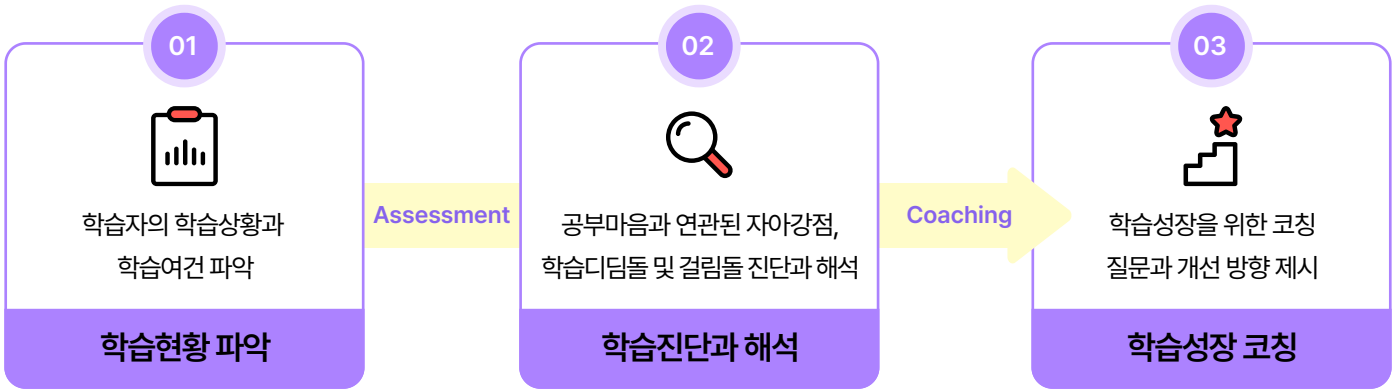 01
학습자의 학습상황과
학습여건 파악
학습현황 파악
Assessment
02
공부마음과 연관된 자아강점,
학습디딤돌 및 걸림돌 진단과 해석
학습진단과 해석
Coaching
03
학습성장을 위한 코칭
질문과 개선 방향 제시
학습성장 코칭